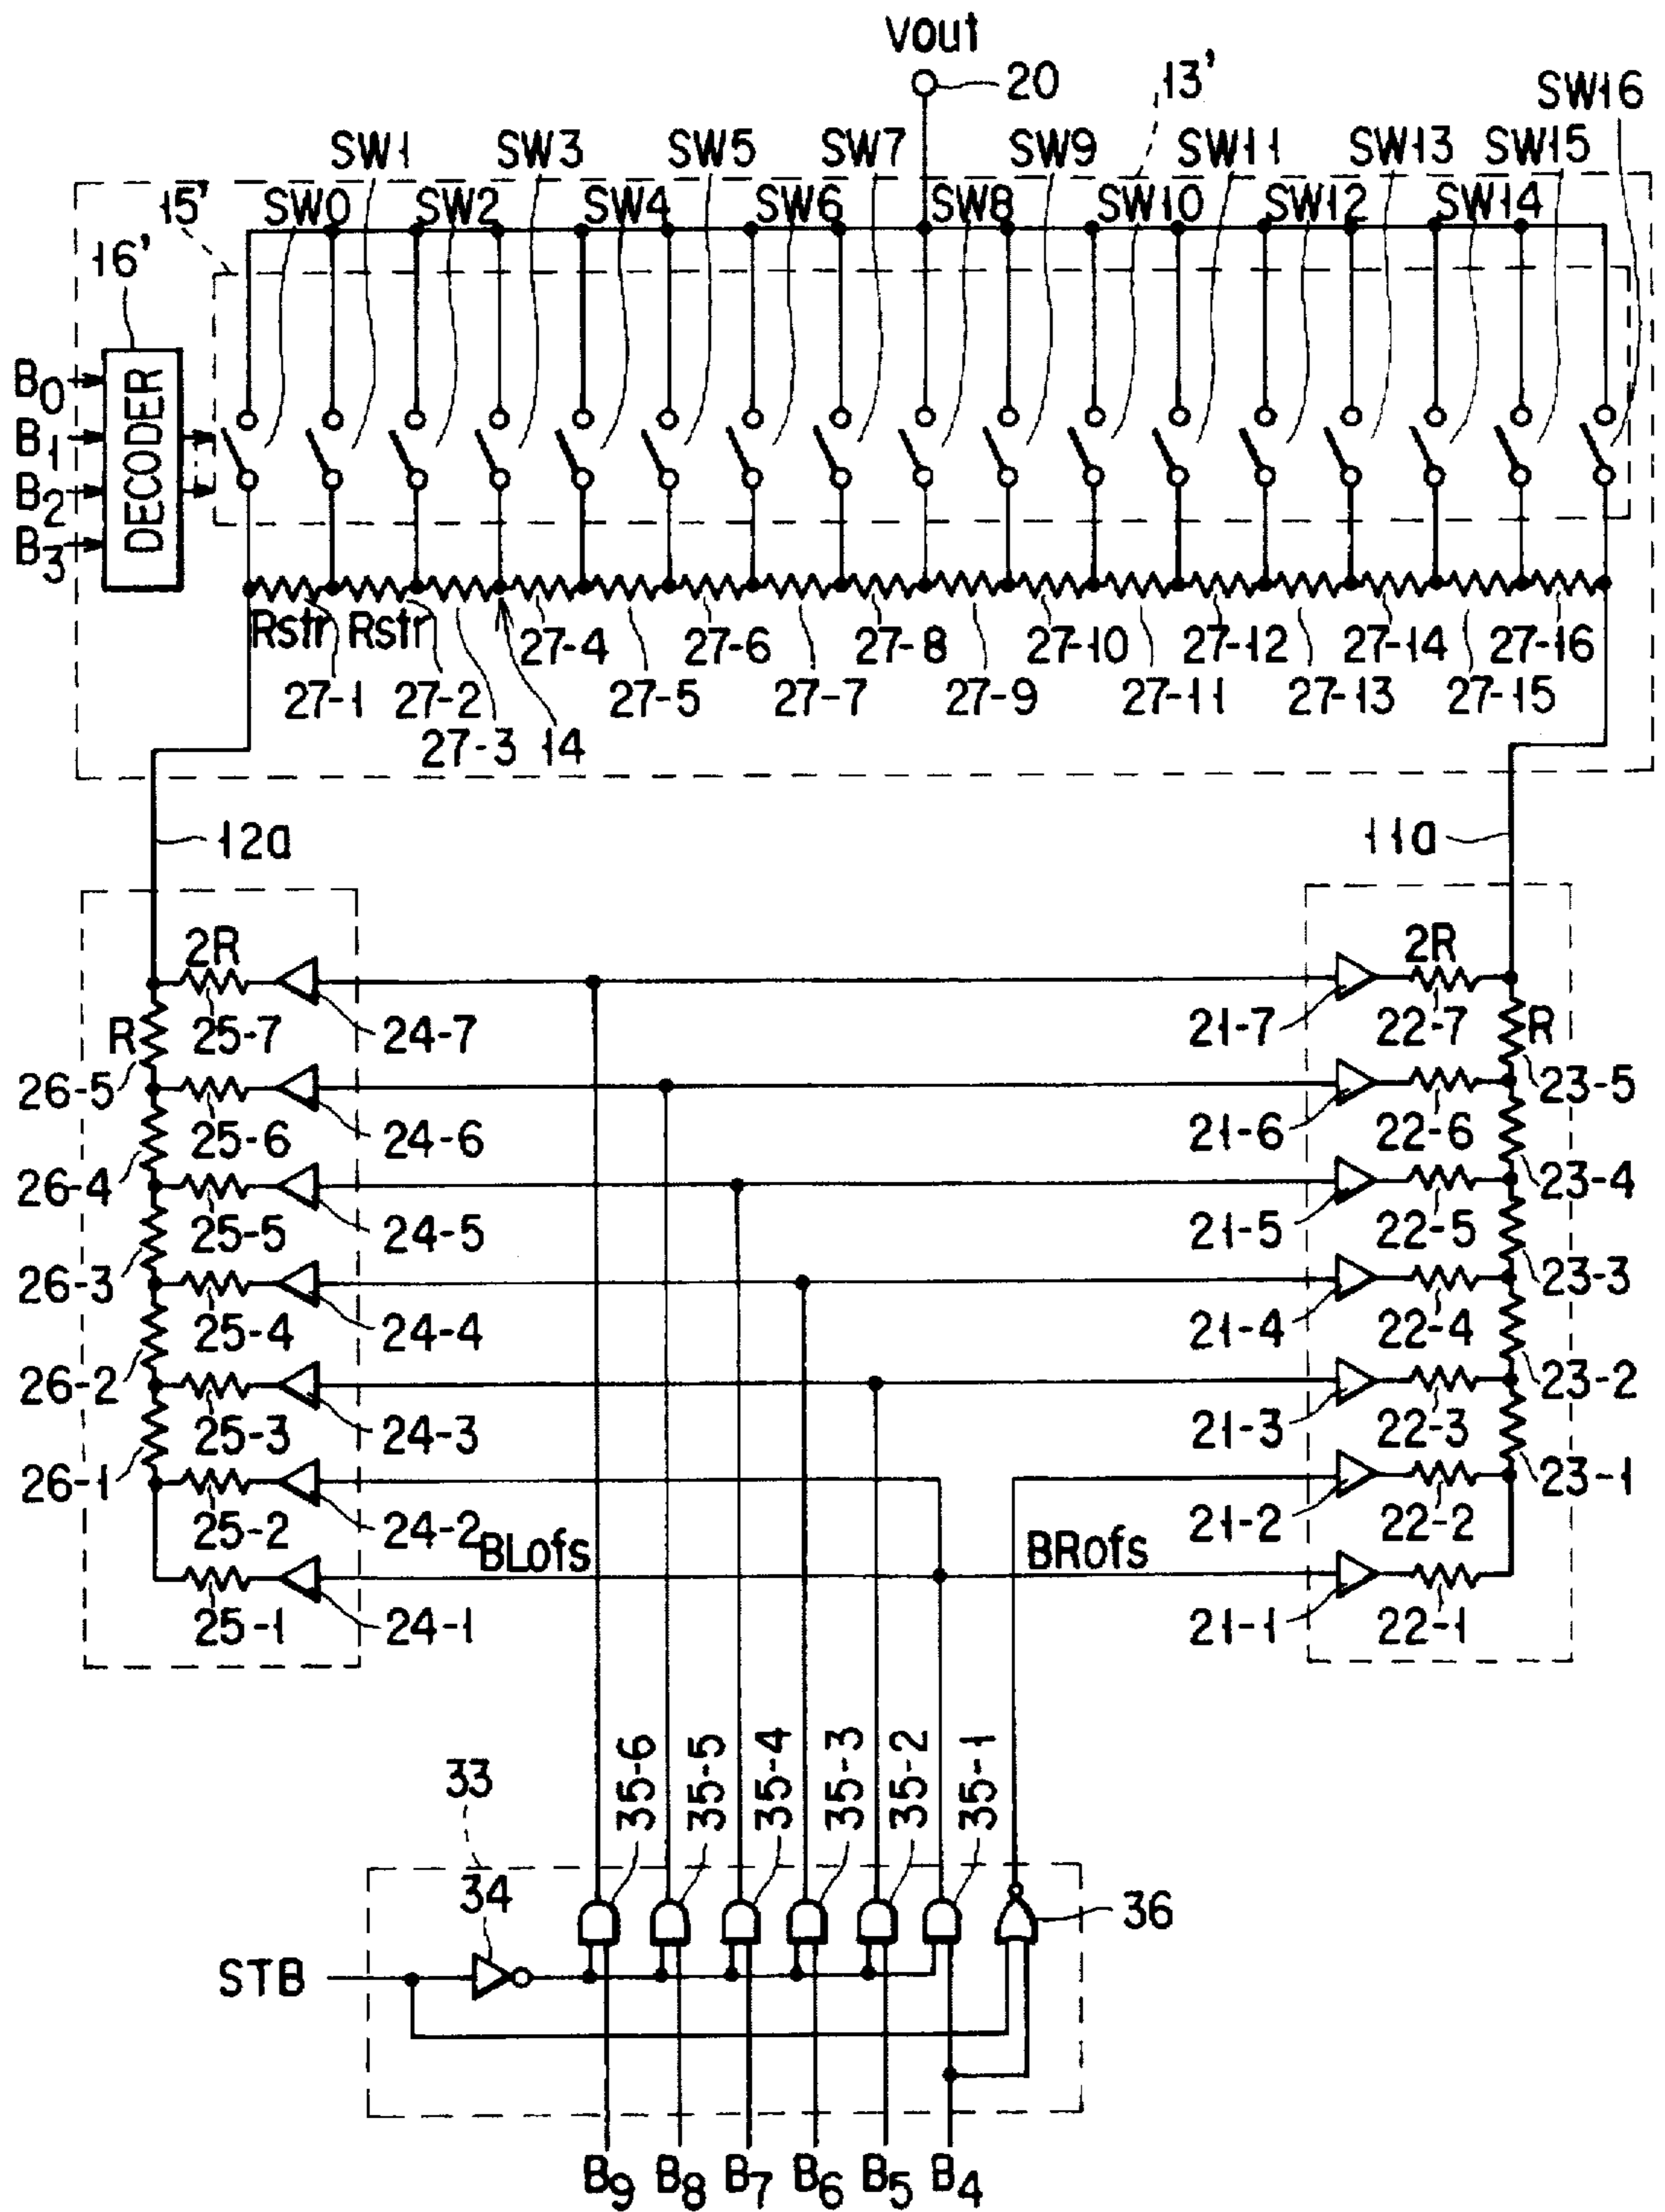 Vout
20
13'
SW16
SW1
SW3
SW5
SW7
SW9
SW11
SW13
SW15
15'
SW0
SW2
SW4
SW6
SW8
SW10
SW12
SW14
16'
B0
B1
B2
B3
DECODER
Rstr
Rstr
27-4
27-6
27-8
27-10
27-12
27-14
27-16
27-1
27-2
27-5
27-7
27-9
27-11
27-13
27-15
27-3
14
12a
11a
2R
2R
R
25-7
24-7
21-7
22-7
R
26-5
23-5
25-6
24-6
21-6
22-6
26-4
23-4
25-5
24-5
21-5
22-5
26-3
23-3
25-4
24-4
21-4
22-4
26-2
23-2
25-3
24-3
21-3
22-3
26-1
23-1
25-2
24-2
21-2
22-2
BLofs
BRofs
25-1
24-1
21-1
22-1
33
35-6
35-5
35-4
35-3
35-2
35-1
34
36
STB
B9
B8
B7
B6
B5
B4